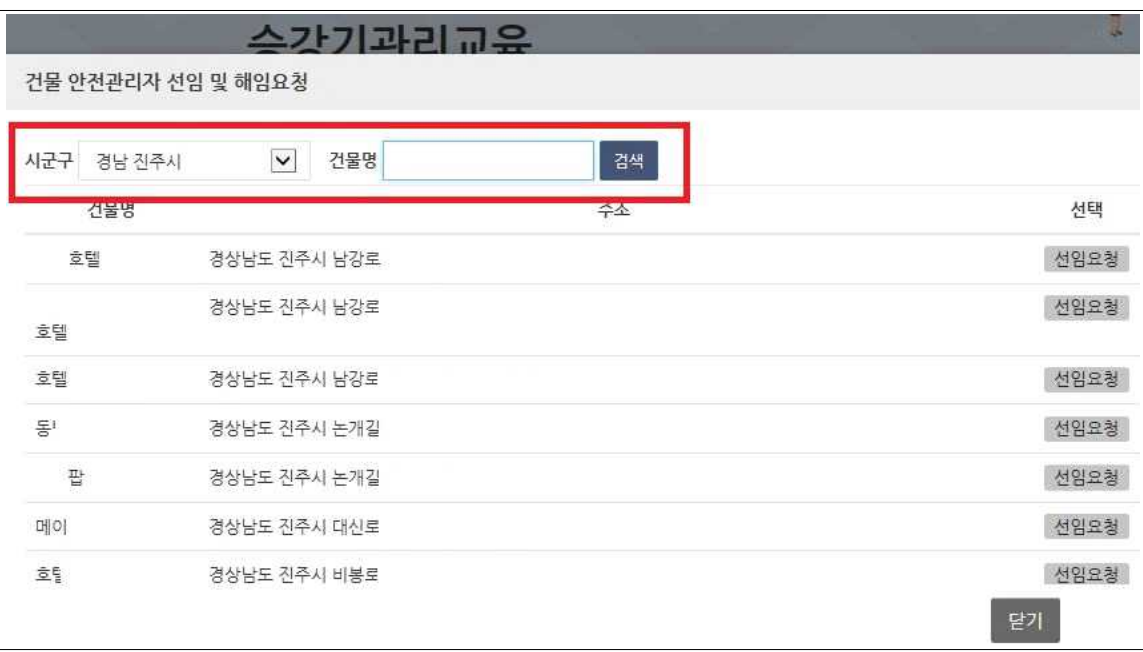 승강기관리교육
건물 안전관리자 선임 및 해임요청
시군구 경남 진주시 건물명 검색
건물명 주소 선택
호텔 경상남도 진주시 남강로 선임요청
경상남도 진주시 남강로 선임요청
호텔
호텔 경상남도 진주시 남강로 선임요청
경상남도 진주시 논개길 선임요청
팝 경상남도 진주시 논개길 선임요청
메이 경상남도 진주시 대신로 선임요청
경상남도 진주시 비봉로 선임요청
닫기